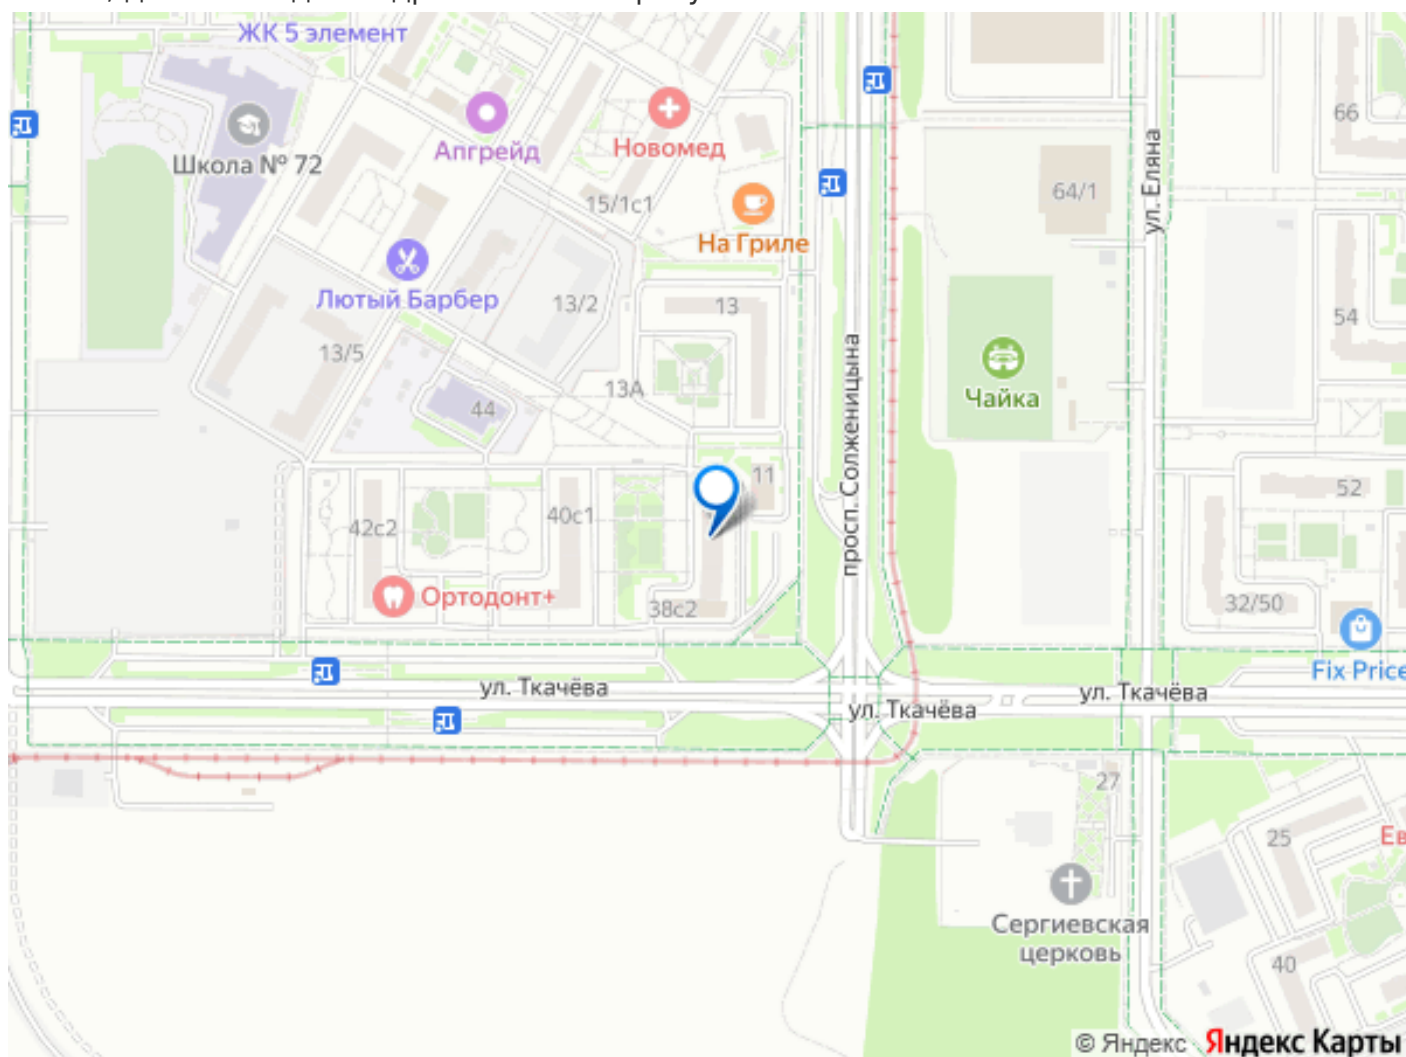 ЖК 5 элемент
Школа № 72
Апгрейд
Новомед
15/1с1
На Гриле
Лютый Барбер
13/2
13
13/5
13А
44
11
42с2
40с1
38с2
Ортодонт+
просп. Солженицына
64/1
ул. Еляна
66
54
Чайка
52
32/50
Fix Price
ул. Ткачёва
ул. Ткачёва
ул. Ткачёва
27
25
40
Ев
Сергиевская
церковь
© Яндекс Яндекс Карты